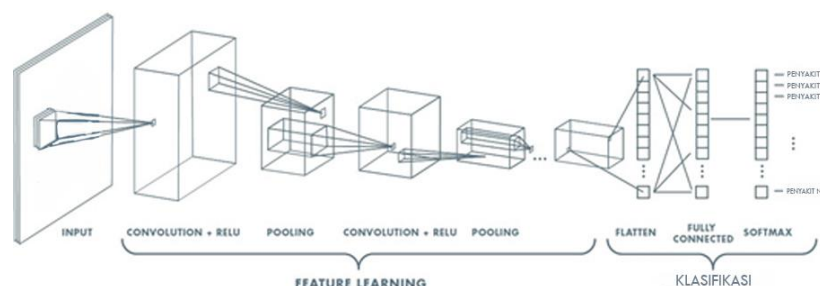 PENYAKIT
PENYAKIT
PENYAKIT
PENYAKIT N
INPUT
CONVOLUTION + RELU
POOLING
CONVOLUTION + RELU
POOLING
FLATTEN
FULLY
CONNECTED
SOFTMAX
FEATURE LEARNING
KLASIFIKASI